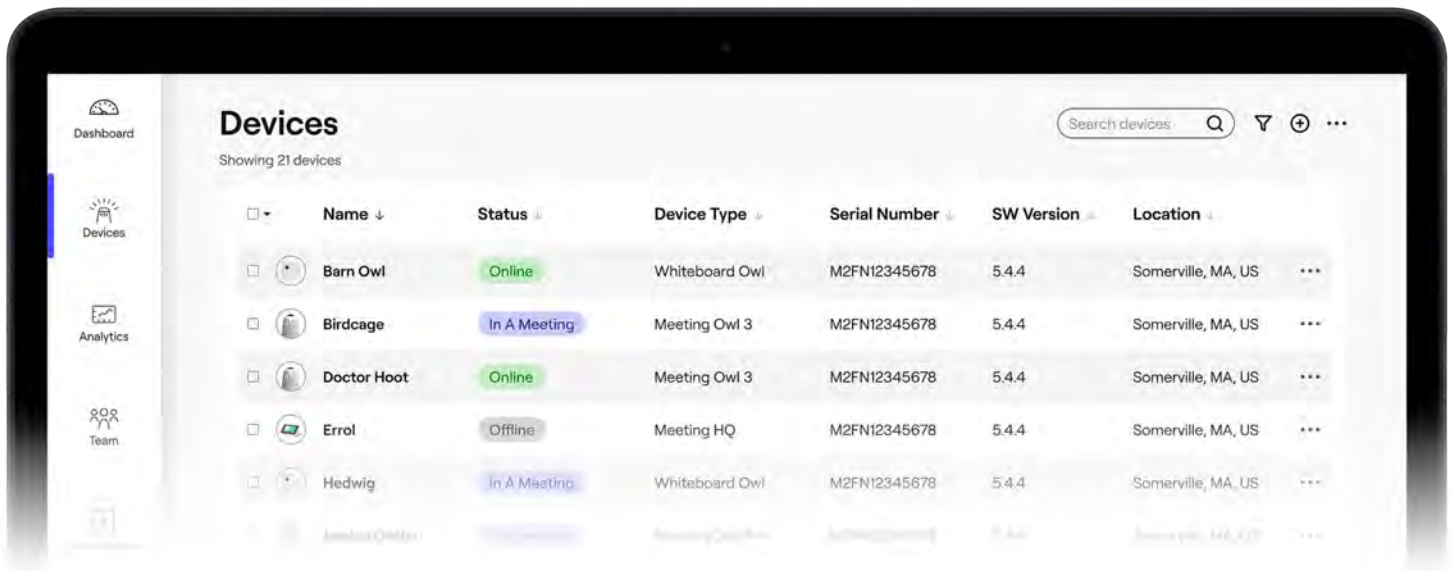 Dashboard
Devices
Analytics
Team
Devices
Showing 21 devices
Search devices
Name Status Device Type Serial Number SW Version Location
Barn Owl Online Whiteboard Owl M2FN12345678 5.4.4 Somerville, MA, US
Birdcage In A Meeting Meeting Owl 3 M2FN12345678 5.4.4 Somerville, MA, US
Doctor Hoot Online Meeting Owl 3 M2FN12345678 5.4.4 Somerville, MA, US
Errol Offline Meeting HQ M2FN12345678 5.4.4 Somerville, MA, US
Hedwig In A Meeting Whiteboard Owl M2FN12345678 5.4.4 Somerville, MA, US